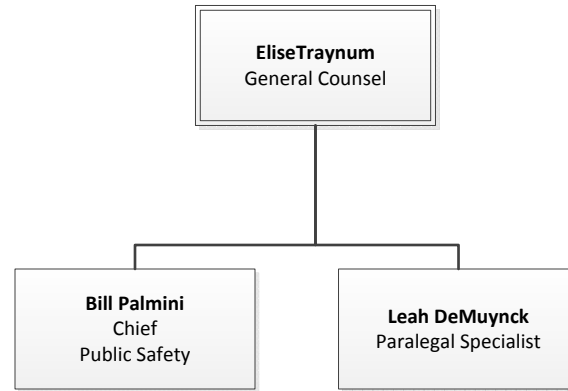 EliseTraynum
General Counsel
Bill Palmini
Chief
Public Safety
Leah DeMuynck
Paralegal Specialist